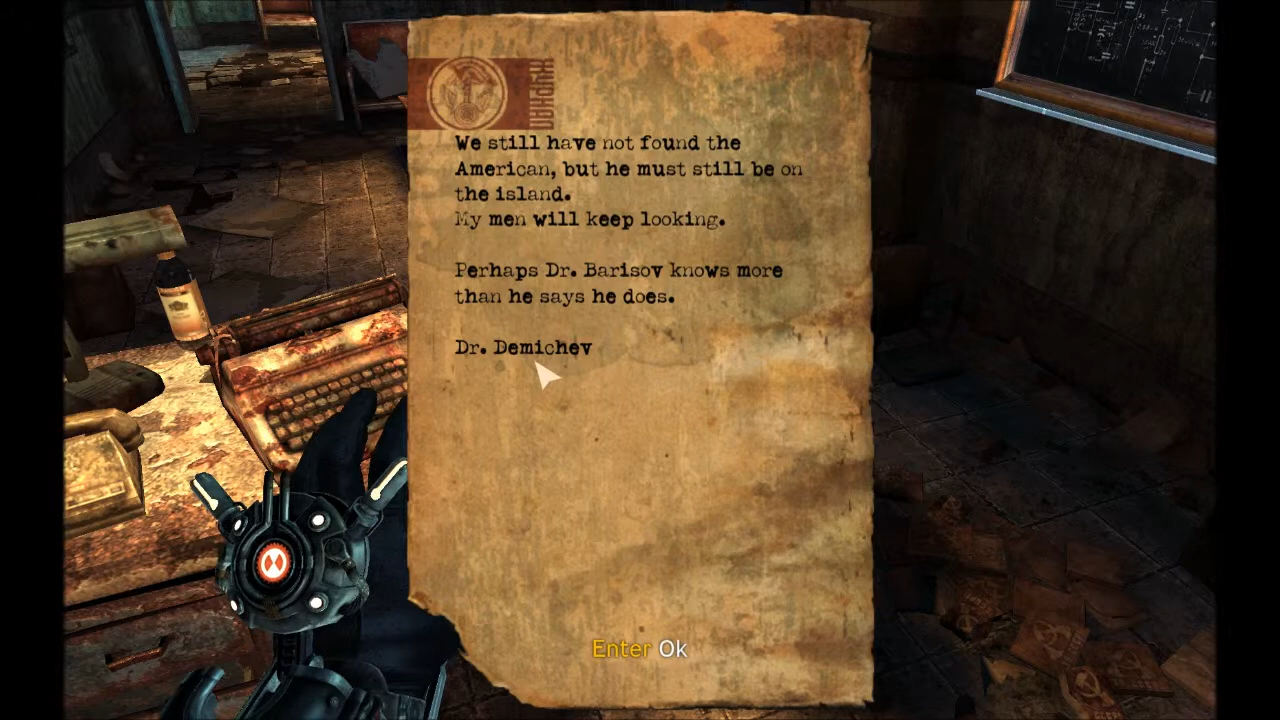 We still have not found the
American, but he must still be on
the island.
My men will keep looking.
Perhaps Dr. Barisov knows more
than he says he does.
Dr. Demichev
Enter Ok